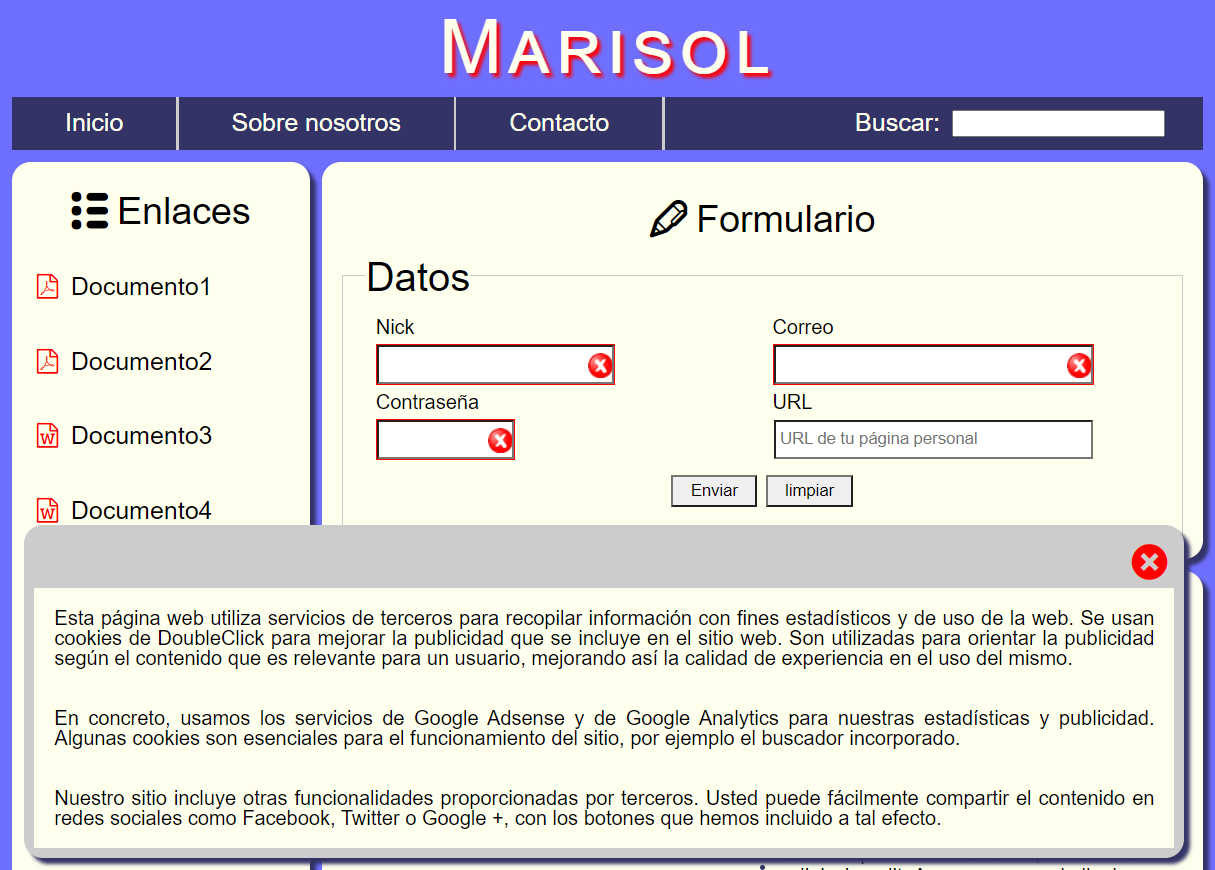 MARISOL
Inicio
Sobre nosotros
Contacto
Buscar:
Enlaces
Documento1
Documento2
Documento3
Documento4
Formulario
Datos
Nick
Correo
Contraseña
URL
URL de tu página personal
Enviar
limpiar
Esta página web utiliza servicios de terceros para recopilar información con fines estadísticos y de uso de la web. Se usan
cookies de DoubleClick para mejorar la publicidad que se incluye en el sitio web. Son utilizadas para orientar la publicidad
según el contenido que es relevante para un usuario, mejorando así la calidad de experiencia en el uso del mismo.
En concreto, usamos los servicios de Google Adsense y de Google Analytics para nuestras estadísticas y publicidad.
Algunas cookies son esenciales para el funcionamiento del sitio, por ejemplo el buscador incorporado.
Nuestro sitio incluye otras funcionalidades proporcionadas por terceros. Usted puede fácilmente compartir el contenido en
redes sociales como Facebook, Twitter o Google +, con los botones que hemos incluido a tal efecto.